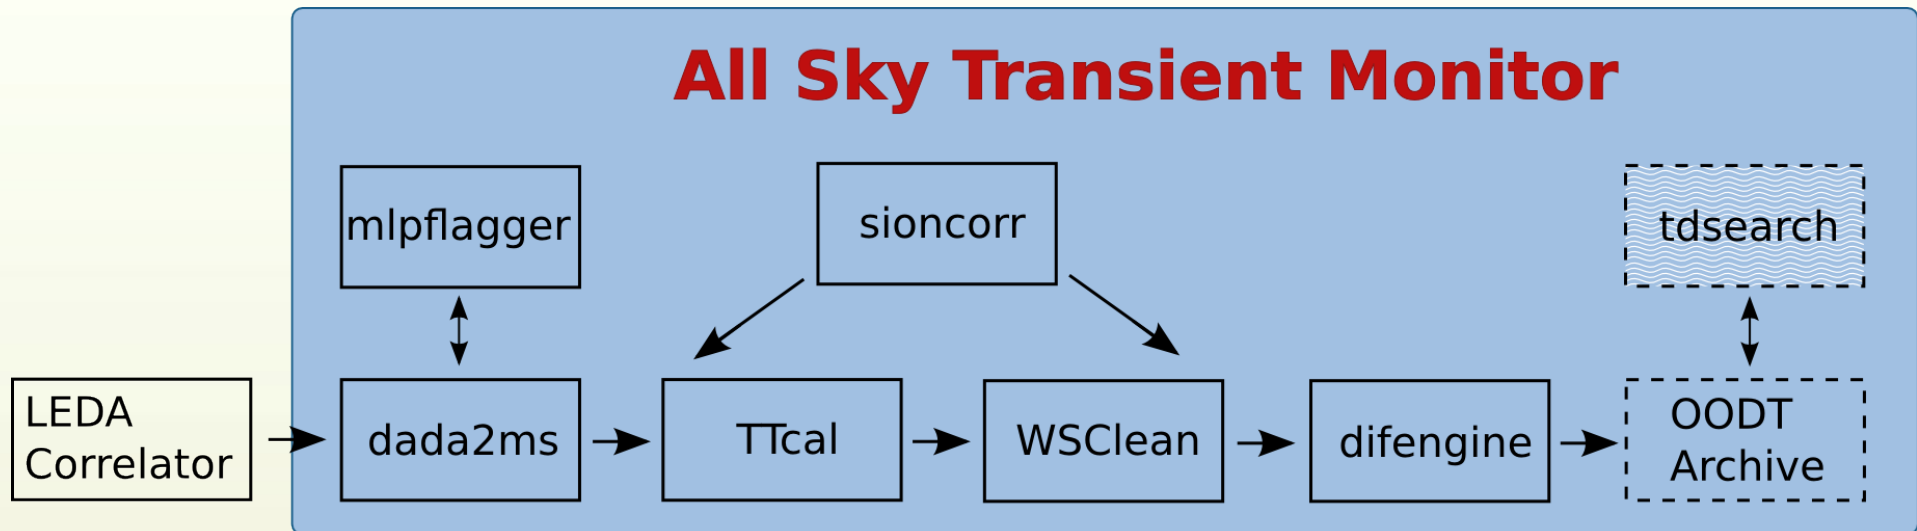 All Sky Transient Monitor
mlpflagger
sioncorr
tdsearch
LEDA
Correlator
dada2ms
TTcal
WSClean
difengine
OODT
Archive